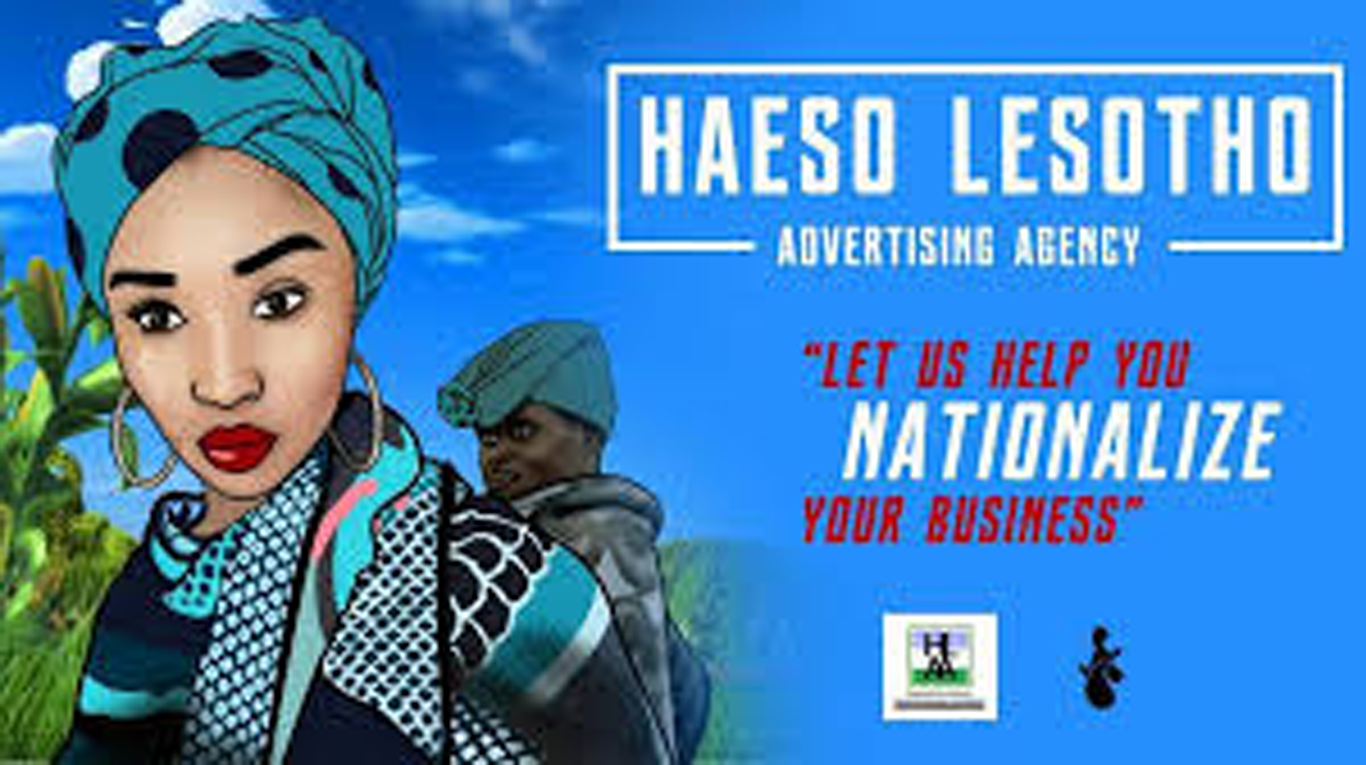 HAESO LESOTHO
ADVERTISING AGENCY
"LET US HELP YOU
NATIONALIZE
YOUR BUSINESS"